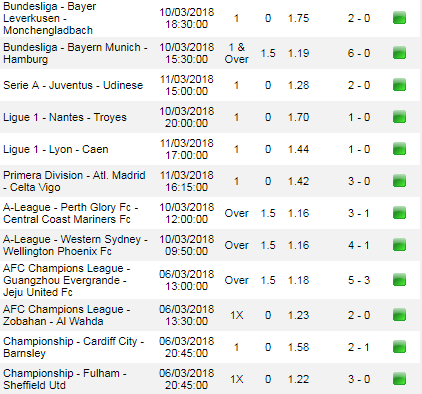 Bundesliga - Bayer Leverkusen - Monchengladbach 10/03/2018 18:30:00 1 0 1.75 2 - 0
Bundesliga - Bayern Munich - Hamburg 10/03/2018 15:30:00 1 & Over 1.5 1.19 6 - 0
Serie A - Juventus - Udinese 11/03/2018 15:00:00 1 0 1.28 2 - 0
Ligue 1 - Nantes - Troyes 10/03/2018 20:00:00 1 0 1.70 1 - 0
Ligue 1 - Lyon - Caen 11/03/2018 17:00:00 1 0 1.44 1 - 0
Primera Division - Atl. Madrid - Celta Vigo 11/03/2018 16:15:00 1 0 1.42 3 - 0
A-League - Perth Glory Fc - Central Coast Mariners Fc 10/03/2018 12:00:00 Over 1.5 1.16 3 - 1
A-League - Western Sydney - Wellington Phoenix Fc 10/03/2018 09:50:00 Over 1.5 1.16 4 - 1
AFC Champions League - Guangzhou Evergrande - Jeju United Fc 06/03/2018 13:00:00 Over 1.5 1.18 5 - 3
AFC Champions League - Zobahan - Al Wahda 06/03/2018 13:30:00 1X 0 1.23 2 - 0
Championship - Cardiff City - Barnsley 06/03/2018 20:45:00 1 0 1.58 2 - 1
Championship - Fulham - Sheffield Utd 06/03/2018 20:45:00 1X 0 1.22 3 - 0